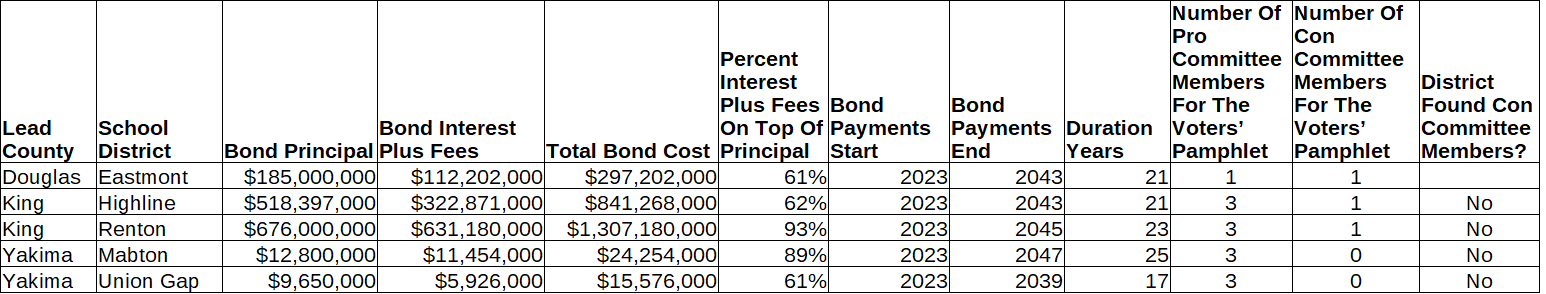 Lead County | School District | Bond Principal | Bond Interest Plus Fees | Total Bond Cost | Percent Interest Plus Fees On Top Of Principal | Bond Payments Start | Bond Payments End | Duration Years | Number Of Pro Committee Members For The Voters’ Pamphlet | Number Of Con Committee Members For The Voters’ Pamphlet | District Found Con Committee Members?
Douglas | Eastmont | $185,000,000 | $112,202,000 | $297,202,000 | 61% | 2023 | 2043 | 21 | 1 | 1 |
King | Highline | $518,397,000 | $322,871,000 | $841,268,000 | 62% | 2023 | 2043 | 21 | 3 | 1 | No
King | Renton | $676,000,000 | $631,180,000 | $1,307,180,000 | 93% | 2023 | 2045 | 23 | 3 | 1 | No
Yakima | Mabton | $12,800,000 | $11,454,000 | $24,254,000 | 89% | 2023 | 2047 | 25 | 3 | 0 | No
Yakima | Union Gap | $9,650,000 | $5,926,000 | $15,576,000 | 61% | 2023 | 2039 | 17 | 3 | 0 | No